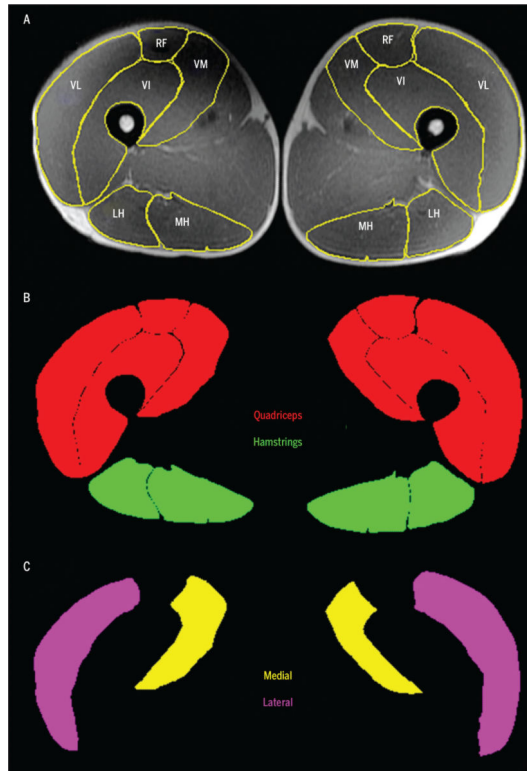 A
RF
RF
VM
VM
VL
VI
VI
VL
LH
MH
MH
LH
B
Quadriceps
Hamstrings
C
Medial
Lateral